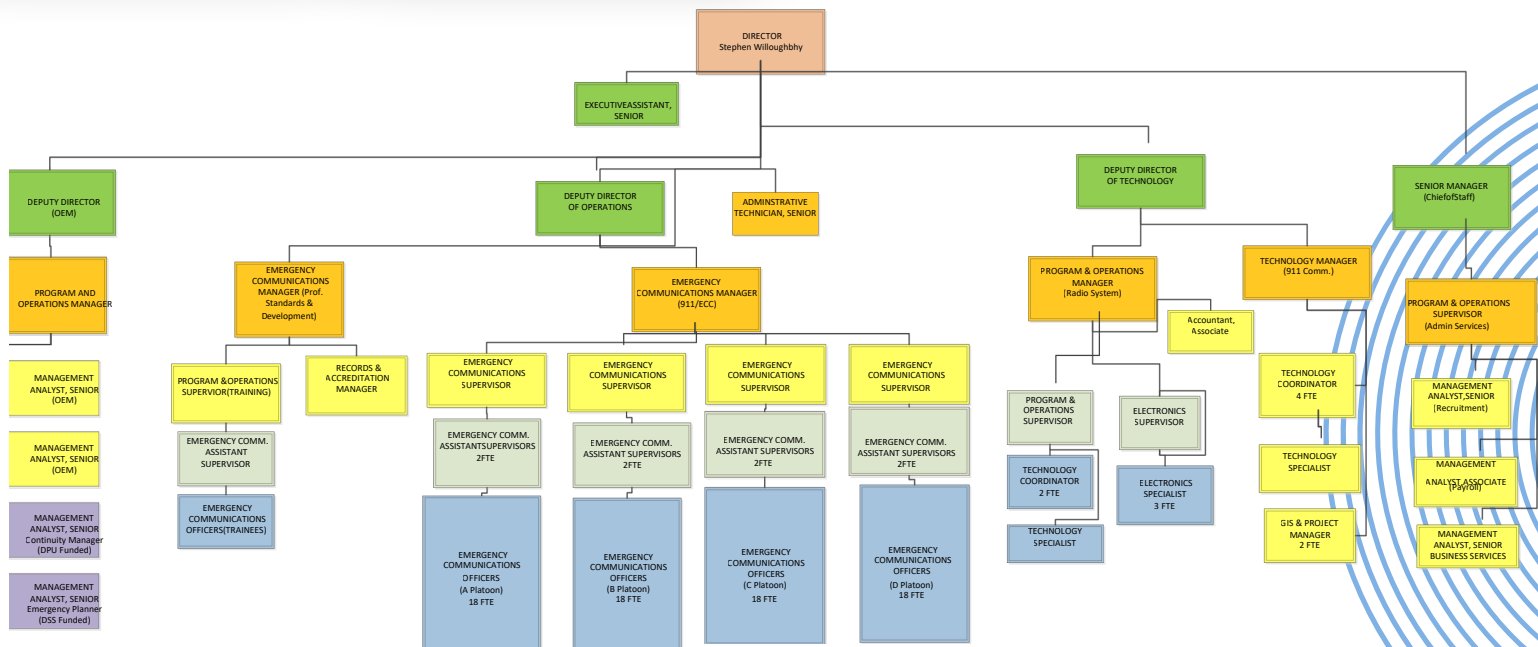 DIRECTOR
Stephen Willoughbhy
EXECUTIVEASSISTANT,
SENIOR
DEPUTY DIRECTOR
(OEM)
DEPUTY DIRECTOR
OF OPERATIONS
ADMINSTRATIVE
TECHNICIAN, SENIOR
DEPUTY DIRECTOR
OF TECHNOLOGY
SENIOR MANAGER
(ChiefofStaff)
PROGRAM AND
OPERATIONS MANAGER
EMERGENCY
COMMUNICATIONS
MANAGER (Prof.
Standards &
Development)
EMERGENCY
COMMUNICATIONS MANAGER
(911/ECC)
PROGRAM & OPERATIONS
MANAGER
(Radio System)
TECHNOLOGY MANAGER
(911 Comm.)
PROGRAM & OPERATIONS
SUPERVISOR
(Admin Services)
Accountant,
Associate
MANAGEMENT
ANALYST, SENIOR
(OEM)
PROGRAM &OPERATIONS
SUPERVIOR(TRAINING)
RECORDS &
ACCREDITATION
MANAGER
EMERGENCY
COMMUNICATIONS
SUPERVISOR
EMERGENCY
COMMUNICATIONS
SUPERVISOR
EMERGENCY
COMMUNICATIONS
SUPERVISOR
EMERGENCY
COMMUNICATIONS
SUPERVISOR
PROGRAM &
OPERATIONS
SUPERVISOR
ELECTRONICS
SUPERVISOR
TECHNOLOGY
COORDINATOR
4 FTE
MANAGEMENT
ANALYST,SENIOR
(Recruitment)
MANAGEMENT
ANALYST, SENIOR
(OEM)
EMERGENCY COMM.
ASSISTANT
SUPERVISOR
EMERGENCY COMM.
ASSISTANTSUPERVISORS
2FTE
EMERGENCY COMM.
ASSISTANT SUPERVISORS
2FTE
EMERGENCY COMM.
ASSISTANT SUPERVISORS
2FTE
EMERGENCY COMM.
ASSISTANT SUPERVISORS
2FTE
TECHNOLOGY
COORDINATOR
2 FTE
ELECTRONICS
SPECIALIST
3 FTE
TECHNOLOGY
SPECIALIST
MANAGEMENT
ANALYST ASSOCIATE
(Payroll)
MANAGEMENT
ANALYST, SENIOR
Continuity Manager
(DPU Funded)
EMERGENCY
COMMUNICATIONS
OFFICERS(TRAINEES)
TECHNOLOGY
SPECIALIST
GIS & PROJECT
MANAGER
2 FTE
MANAGEMENT
ANALYST, SENIOR
BUSINESS SERVICES
MANAGEMENT
ANALYST, SENIOR
Emergency Planner
(DSS Funded)
EMERGENCY
COMMUNICATIONS
OFFICERS
(A Platoon)
18 FTE
EMERGENCY
COMMUNICATIONS
OFFICERS
(B Platoon)
18 FTE
EMERGENCY
COMMUNICATIONS
OFFICERS
(C Platoon)
18 FTE
EMERGENCY
COMMUNICATIONS
OFFICERS
(D Platoon)
18 FTE